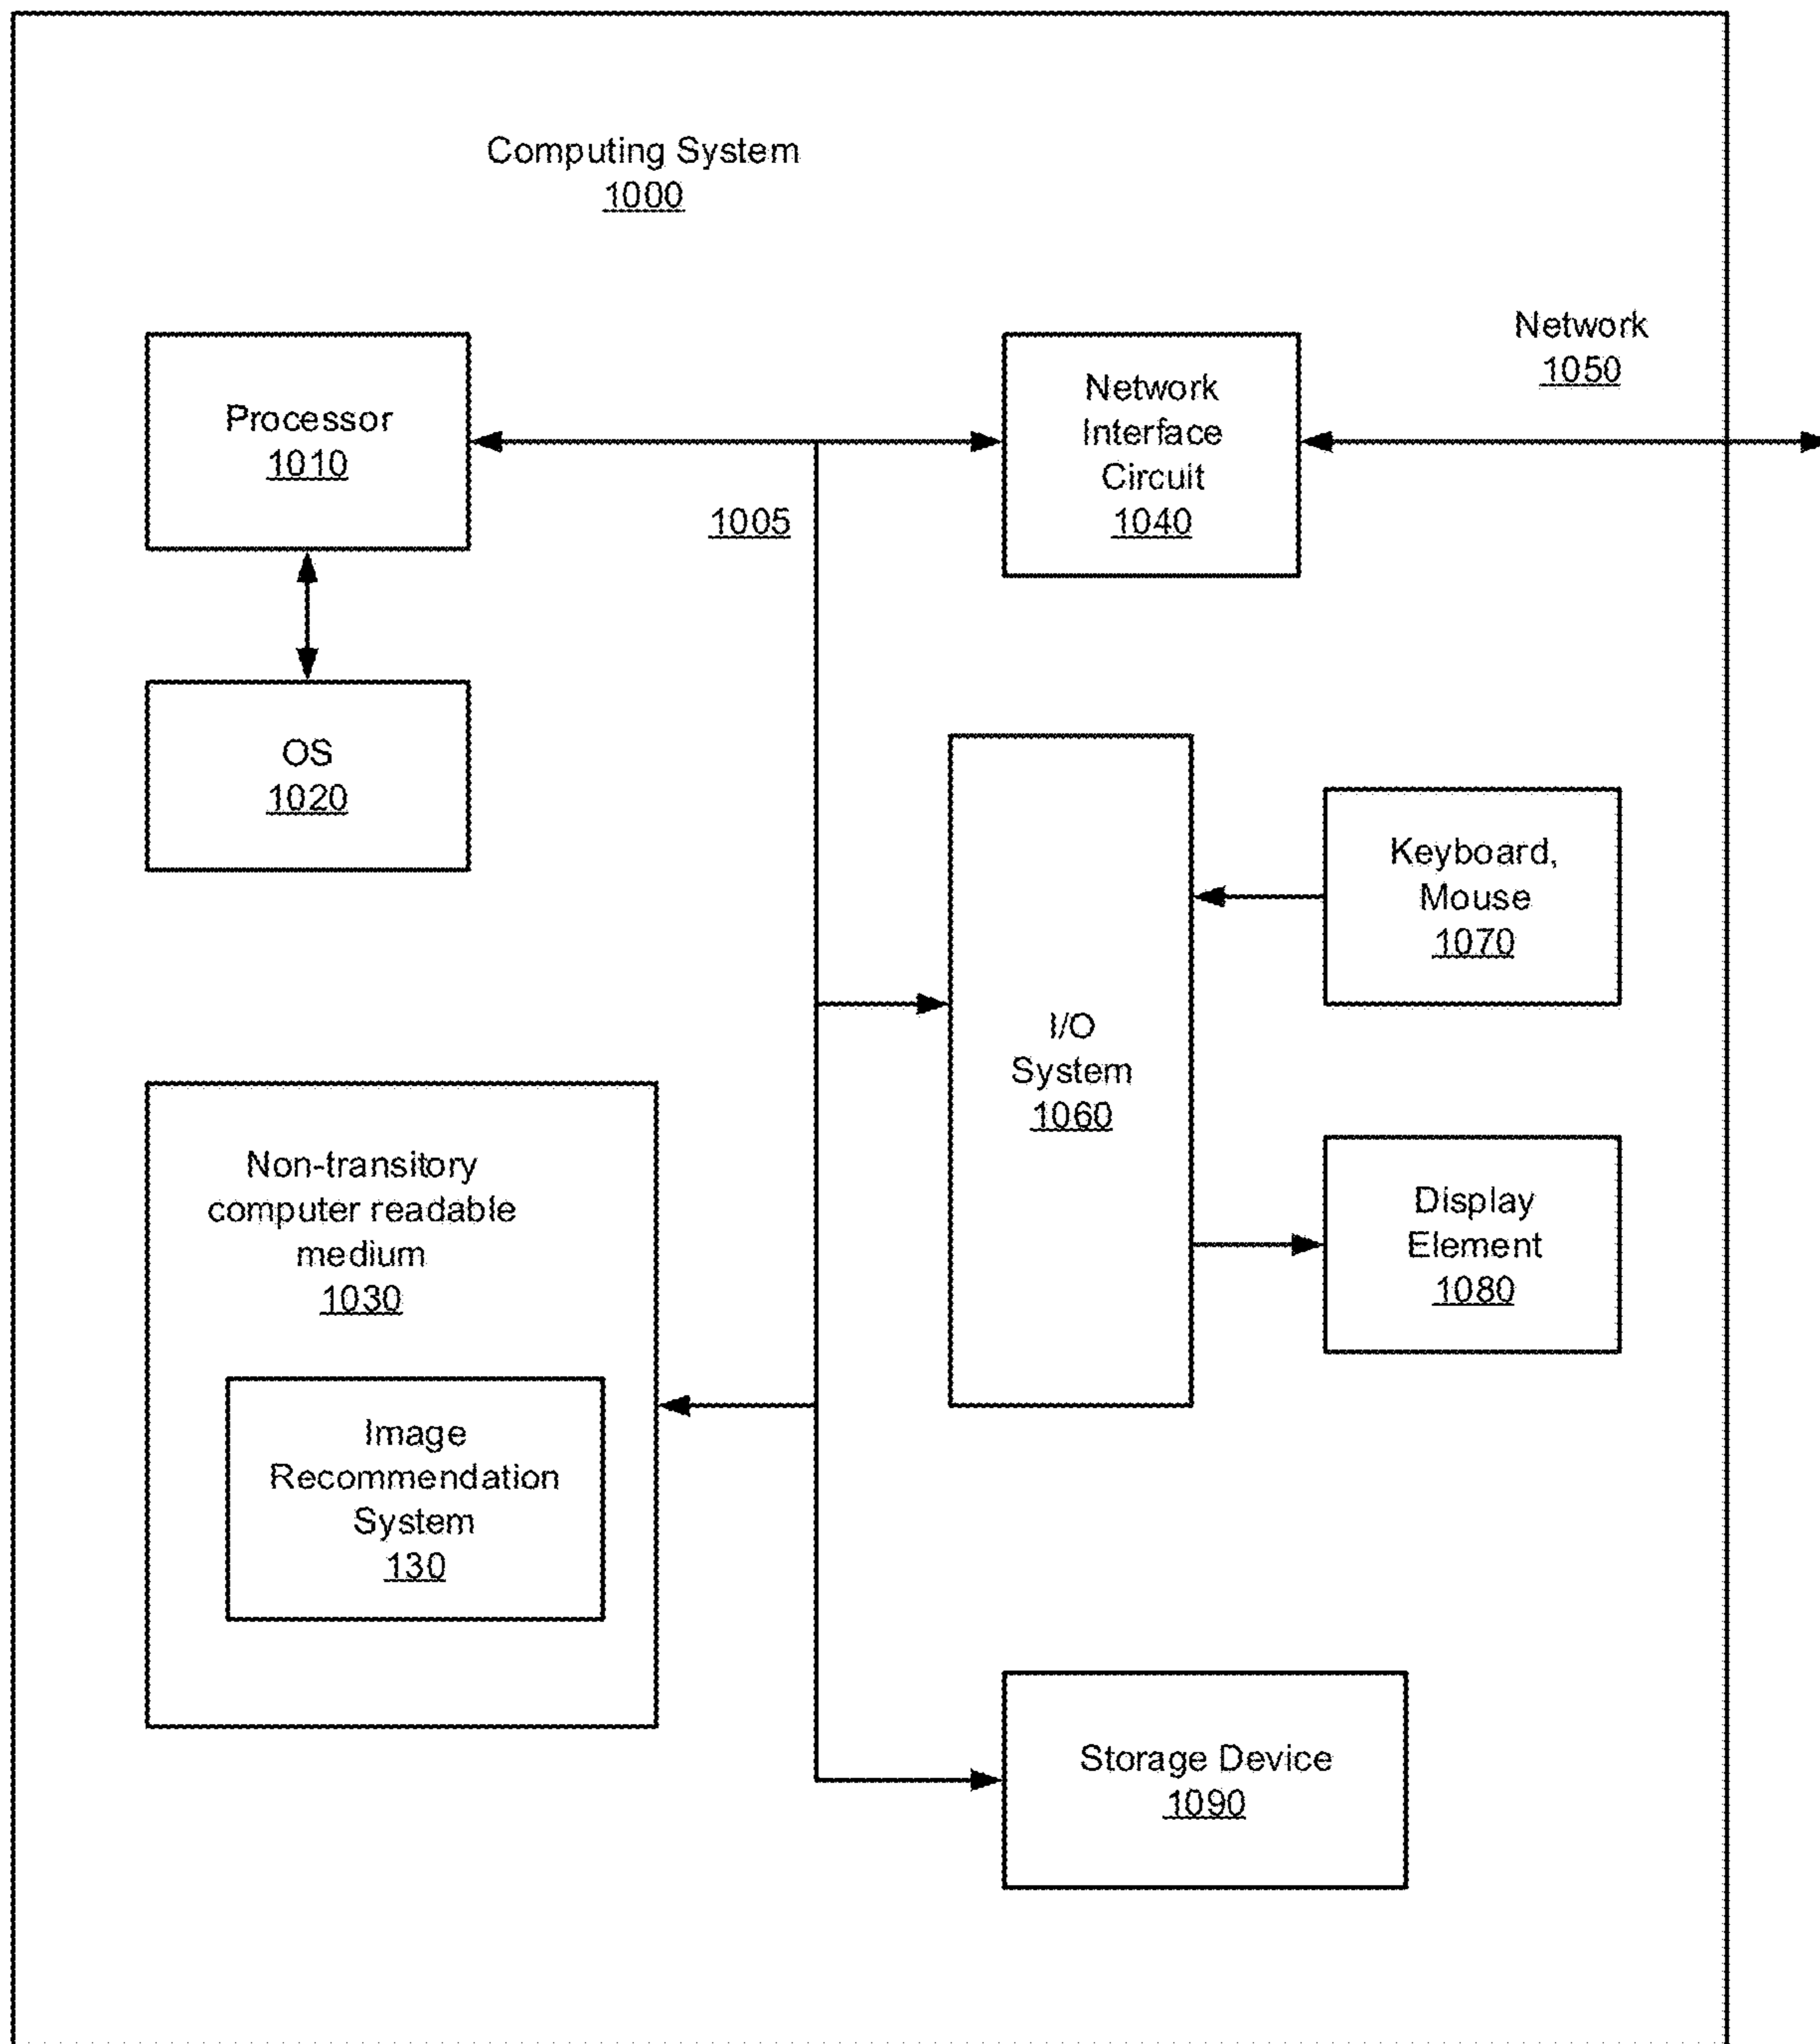 Computing System
1000
Network
1050
Processor
1010
Network
Interface
Circuit
1040
1005
OS
1020
Keyboard,
Mouse
1070
I/O
System
1060
Non-transitory
computer readable
medium
1030
Display
Element
1080
Image
Recommendation
System
130
Storage Device
1090